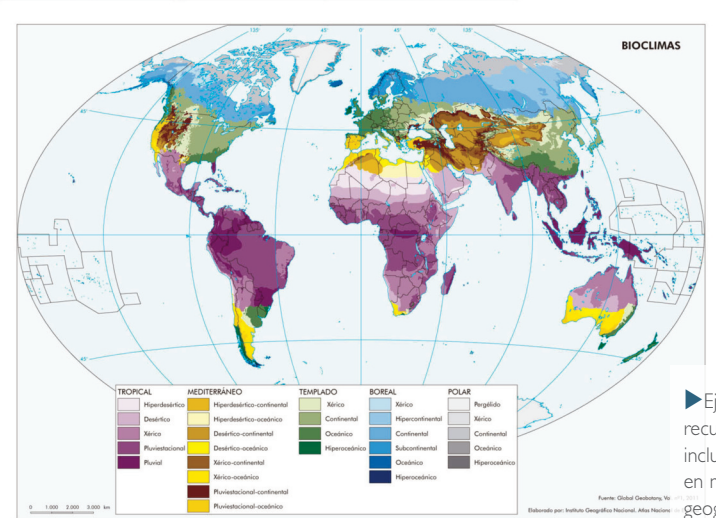 BIOCLIMAS
135°
90°
45°
0°
45°
90°
135°
45°
45°
0°
45°
45°
TROPICAL
Hiperdesértico
Desértico
Xérico
Pluviestacional
Pluvial
MEDITERRÁNEO
Hiperdesértico-continental
Hiperdesértico-oceánico
Desértico-continental
Desértico-oceánico
Xérico-continental
Xérico-oceánico
Pluviestacional-continental
Pluviestacional-oceánico
TEMPLADO
Xérico
Continental
Oceánico
Hiperoceánico
BOREAL
Xérico
Hipercontinental
Continental
Subcontinental
Oceánico
Hiperoceánico
POLAR
Pergélido
Xérico
Continental
Oceánico
Hiperoceánico
0 1.000 2.000 3.000 km
Fuente: Global Geobotany,
Elaborado por: Instituto Geográfico Nacional, Atlas Nacional
Ej
recu
inclu
en r
geog